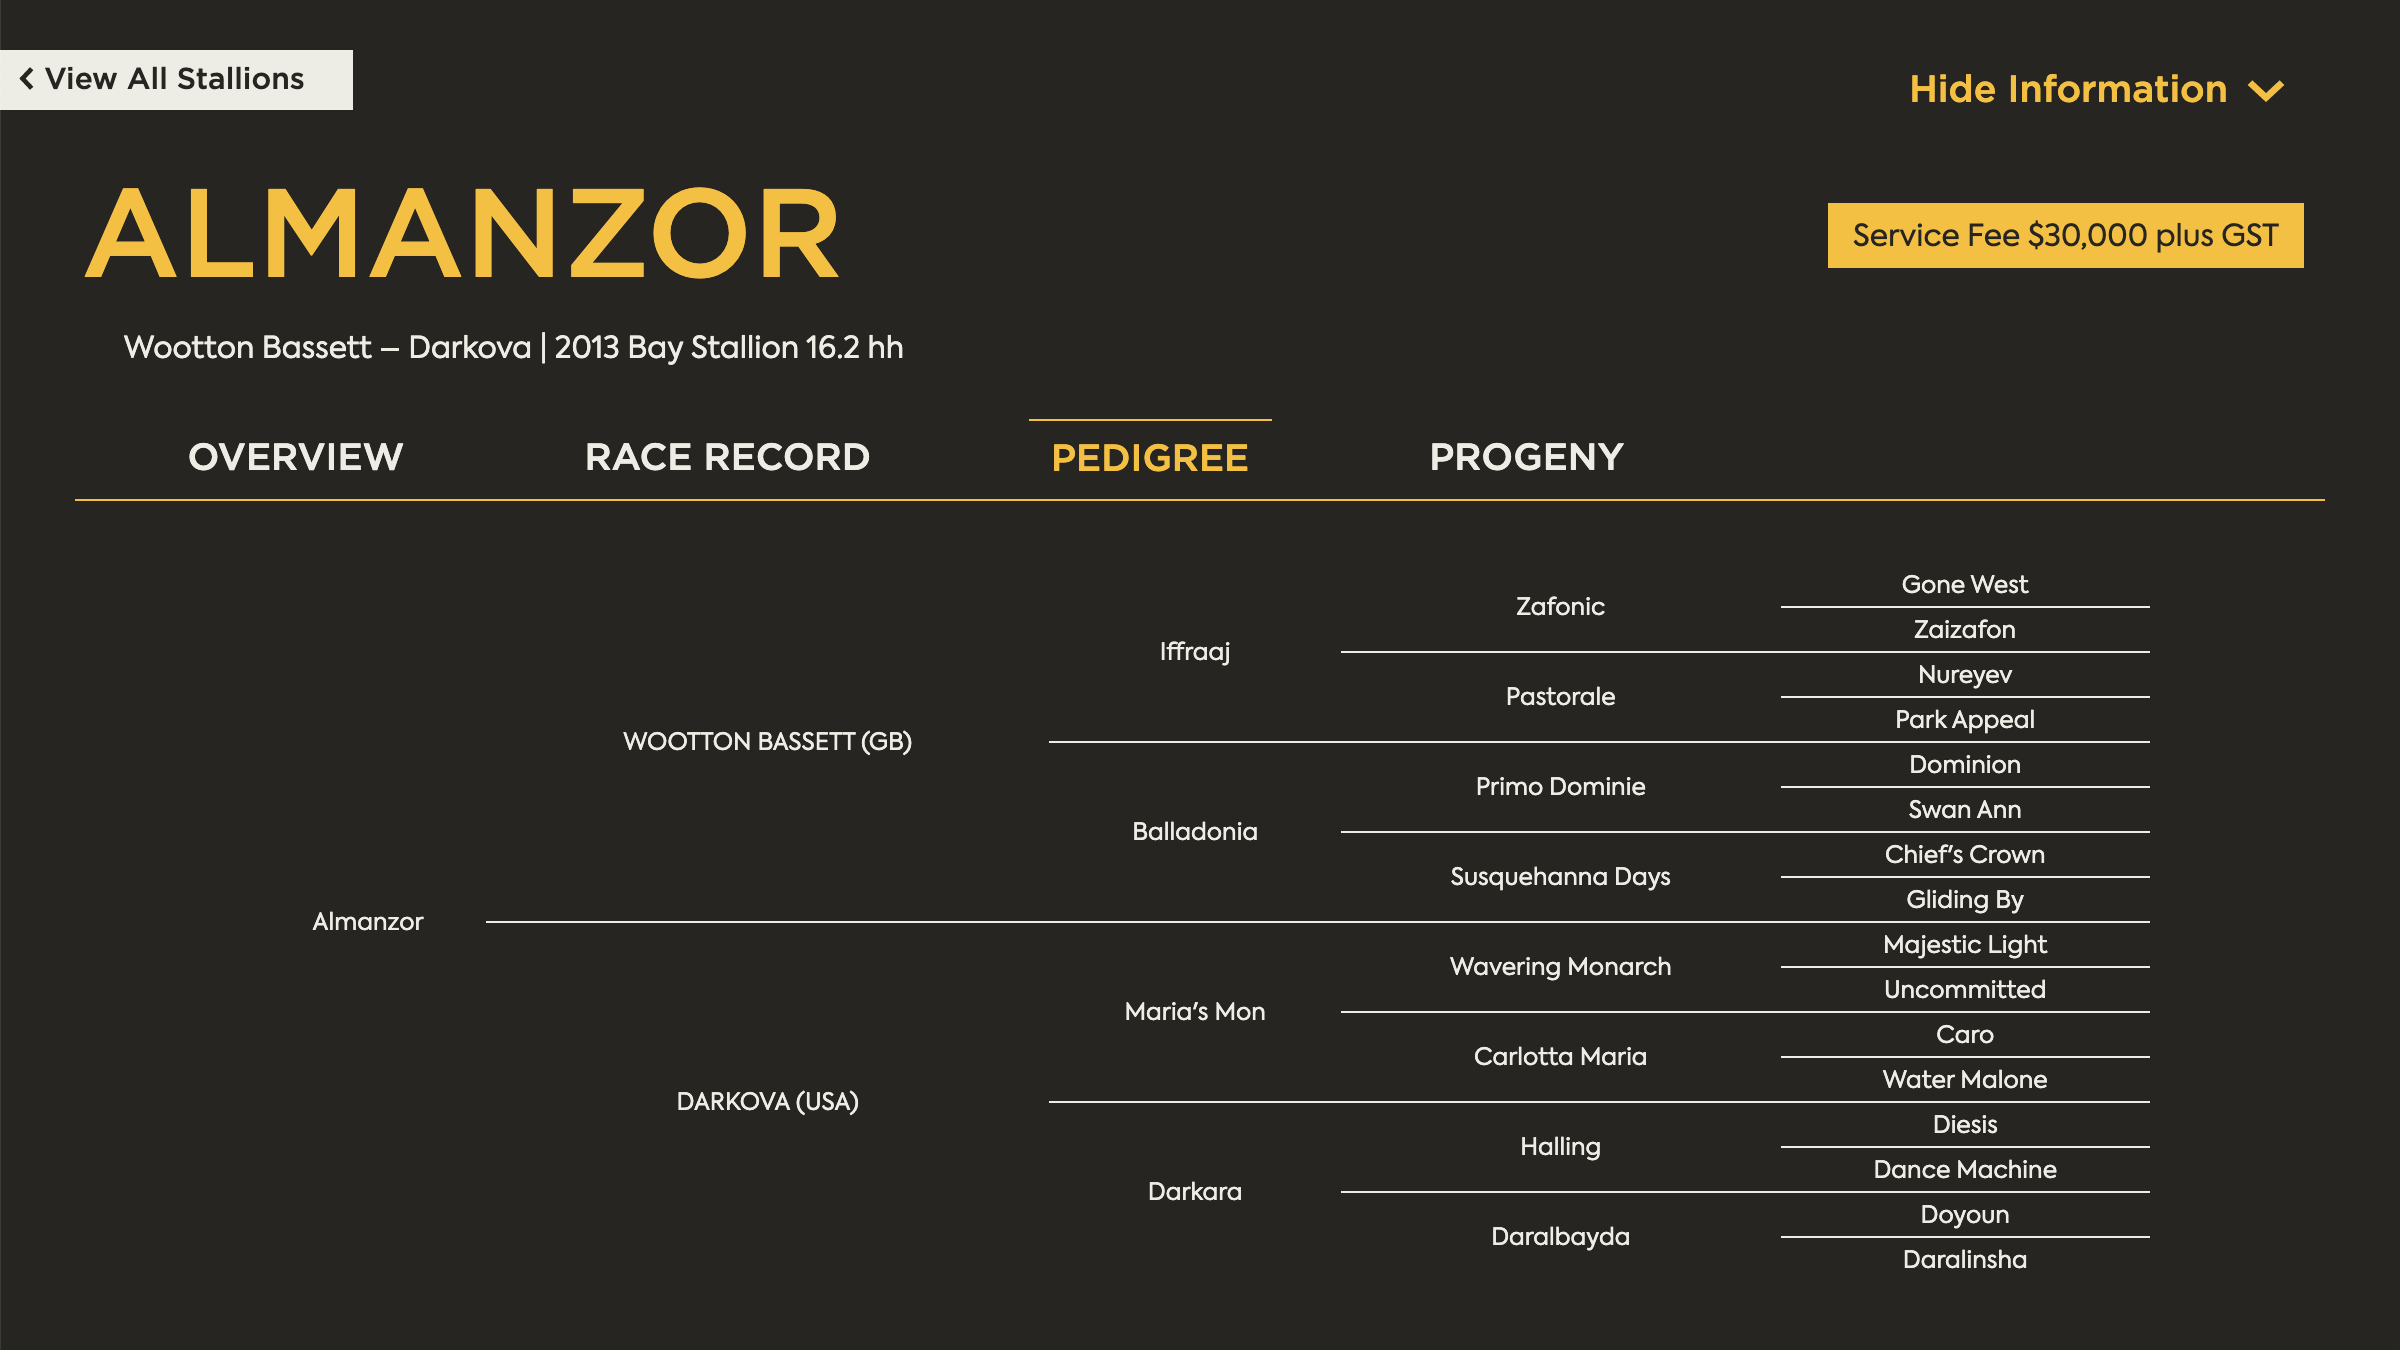 View All Stallions
Hide Information
ALMANZOR
Service Fee $30,000 plus GST
Wootton Bassett – Darkova | 2013 Bay Stallion 16.2 hh
OVERVIEW
RACE RECORD
PEDIGREE
PROGENY
Almanzor
WOOTTON BASSETT (GB)
Iffraaj
Zafonic
Gone West
Zaizafon
Pastorale
Nureyev
Park Appeal
Balladonia
Primo Dominie
Dominion
Swan Ann
Susquehanna Days
Chief's Crown
Gliding By
DARKOVA (USA)
Maria's Mon
Wavering Monarch
Majestic Light
Uncommitted
Carlotta Maria
Caro
Water Malone
Darkara
Halling
Diesis
Dance Machine
Daralbayda
Doyoun
Daralinsha